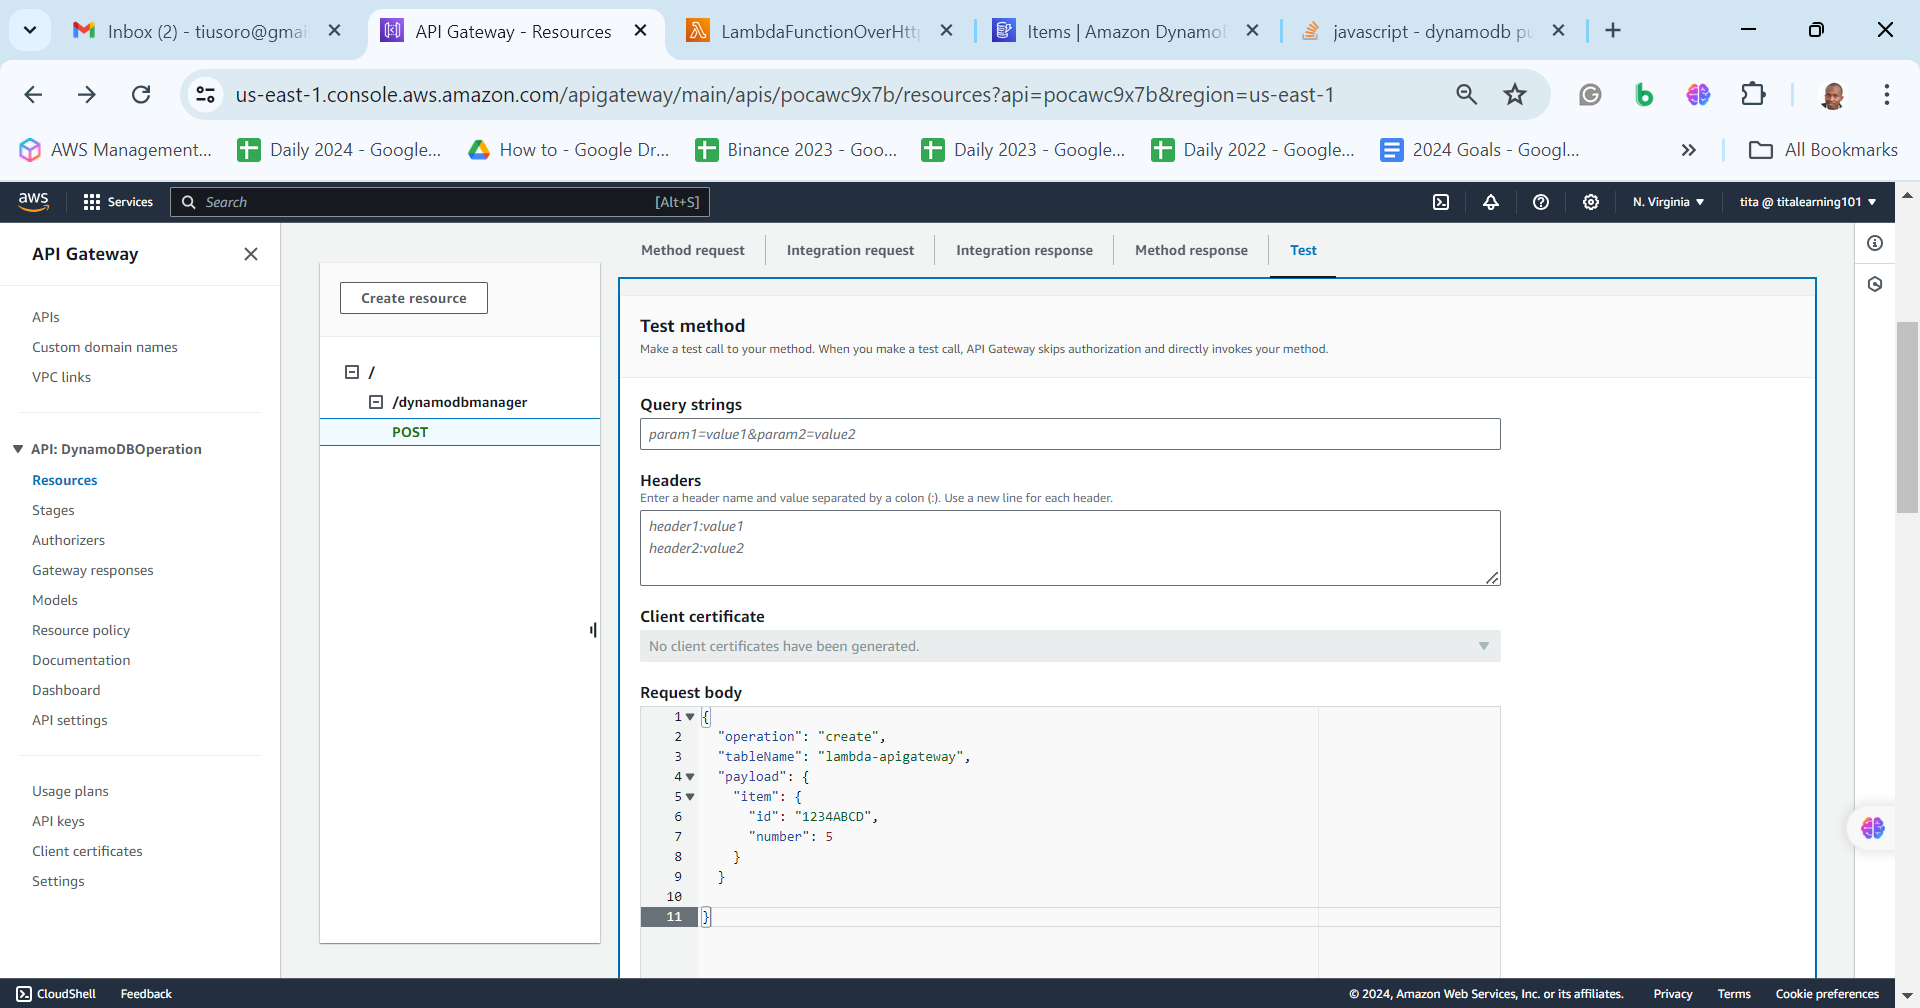 Inbox (2) - tiusoro@gmai
API Gateway - Resources
LambdaFunctionOverHtt
Items | Amazon Dynamo
javascript - dynamodb pu
us-east-1.console.aws.amazon.com/apigateway/main/apis/pocawc9x7b/resources?api=pocawc9x7b&region=us-east-1
AWS Management...
Daily 2024 - Google...
How to - Google Dr...
Binance 2023 - Goo...
Daily 2023 - Google...
Daily 2022 - Google...
2024 Goals - Googl...
All Bookmarks
aws
Services
Search
[Alt+S]
N. Virginia
tita @ titalearning101
API Gateway
APIs
Custom domain names
VPC links
API: DynamoDBOperation
Resources
Stages
Authorizers
Gateway responses
Models
Resource policy
Documentation
Dashboard
API settings
Usage plans
API keys
Client certificates
Settings
Create resource
/
/dynamodbmanager
POST
Method request
Integration request
Integration response
Method response
Test
Test method
Make a test call to your method. When you make a test call, API Gateway skips authorization and directly invokes your method.
Query strings
param1=value1&param2=value2
Headers
Enter a header name and value separated by a colon (:). Use a new line for each header.
header1:value1
header2:value2
Client certificate
No client certificates have been generated.
Request body
1 {
2 "operation": "create",
3 "tableName": "lambda-apigateway",
4 "payload": {
5 "item": {
6 "id": "1234ABCD",
7 "number": 5
8 }
9 }
10
11 }
CloudShell
Feedback
© 2024, Amazon Web Services, Inc. or its affiliates.
Privacy
Terms
Cookie preferences